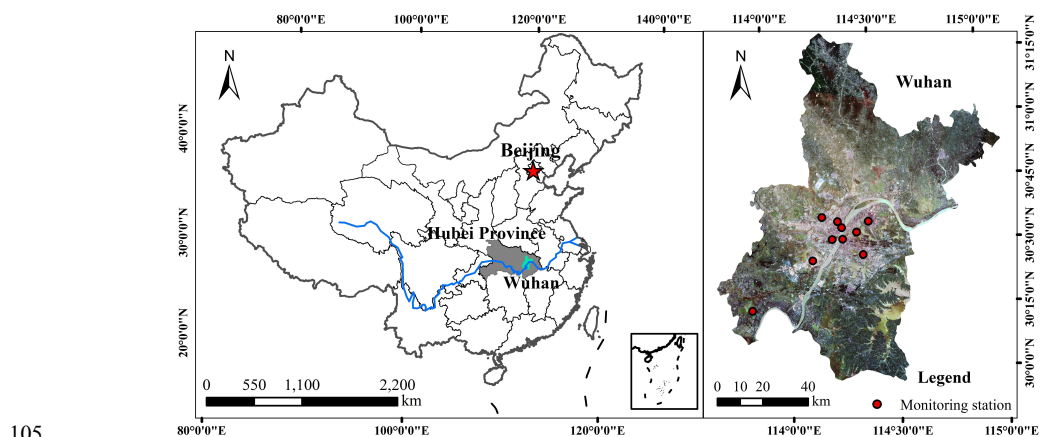 80°0'0"E 100°0'0"E 120°0'0"E 140°0'0"E 114°0'0"E 114°30'0"E 115°0'0"E
40°0'0"N
30°0'0"N
20°0'0"N
N
Beijing
Hubei Province
Wuhan
0 550 1,100 2,200
km
N
Wuhan
31°15'0"N
31°0'0"N
30°45'0"N
30°30'0"N
30°15'0"N
30°0'0"N
Legend
0 10 20 40
km
Monitoring station
80°0'0"E 100°0'0"E 120°0'0"E 114°0'0"E 114°30'0"E 115°0'0"E
105